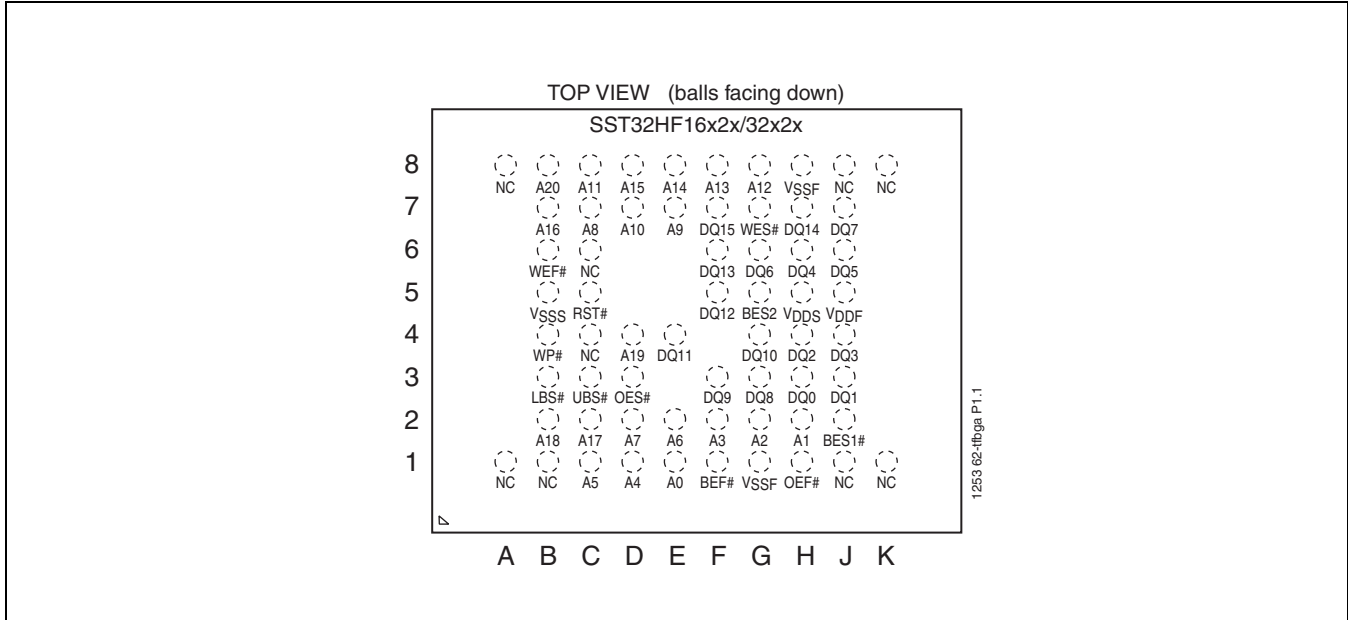 TOP VIEW (balls facing down)
SST32HF16x2x/32x2x
8
NC A20 A11 A15 A14 A13 A12 VSSF NC NC
7
A16 A8 A10 A9 DQ15 WES# DQ14 DQ7
6
WEF# NC DQ13 DQ6 DQ4 DQ5
5
VSSS RST# DQ12 BES2 VDDS VDDF
4
WP# NC A19 DQ11 DQ10 DQ2 DQ3
3
LBS# UBS# OES# DQ9 DQ8 DQ0 DQ1
2
A18 A17 A7 A6 A3 A2 A1 BES1#
1
NC NC A5 A4 A0 BEF# VSSF OEF# NC NC
A B C D E F G H J K
1253 62-tfbga P1.1